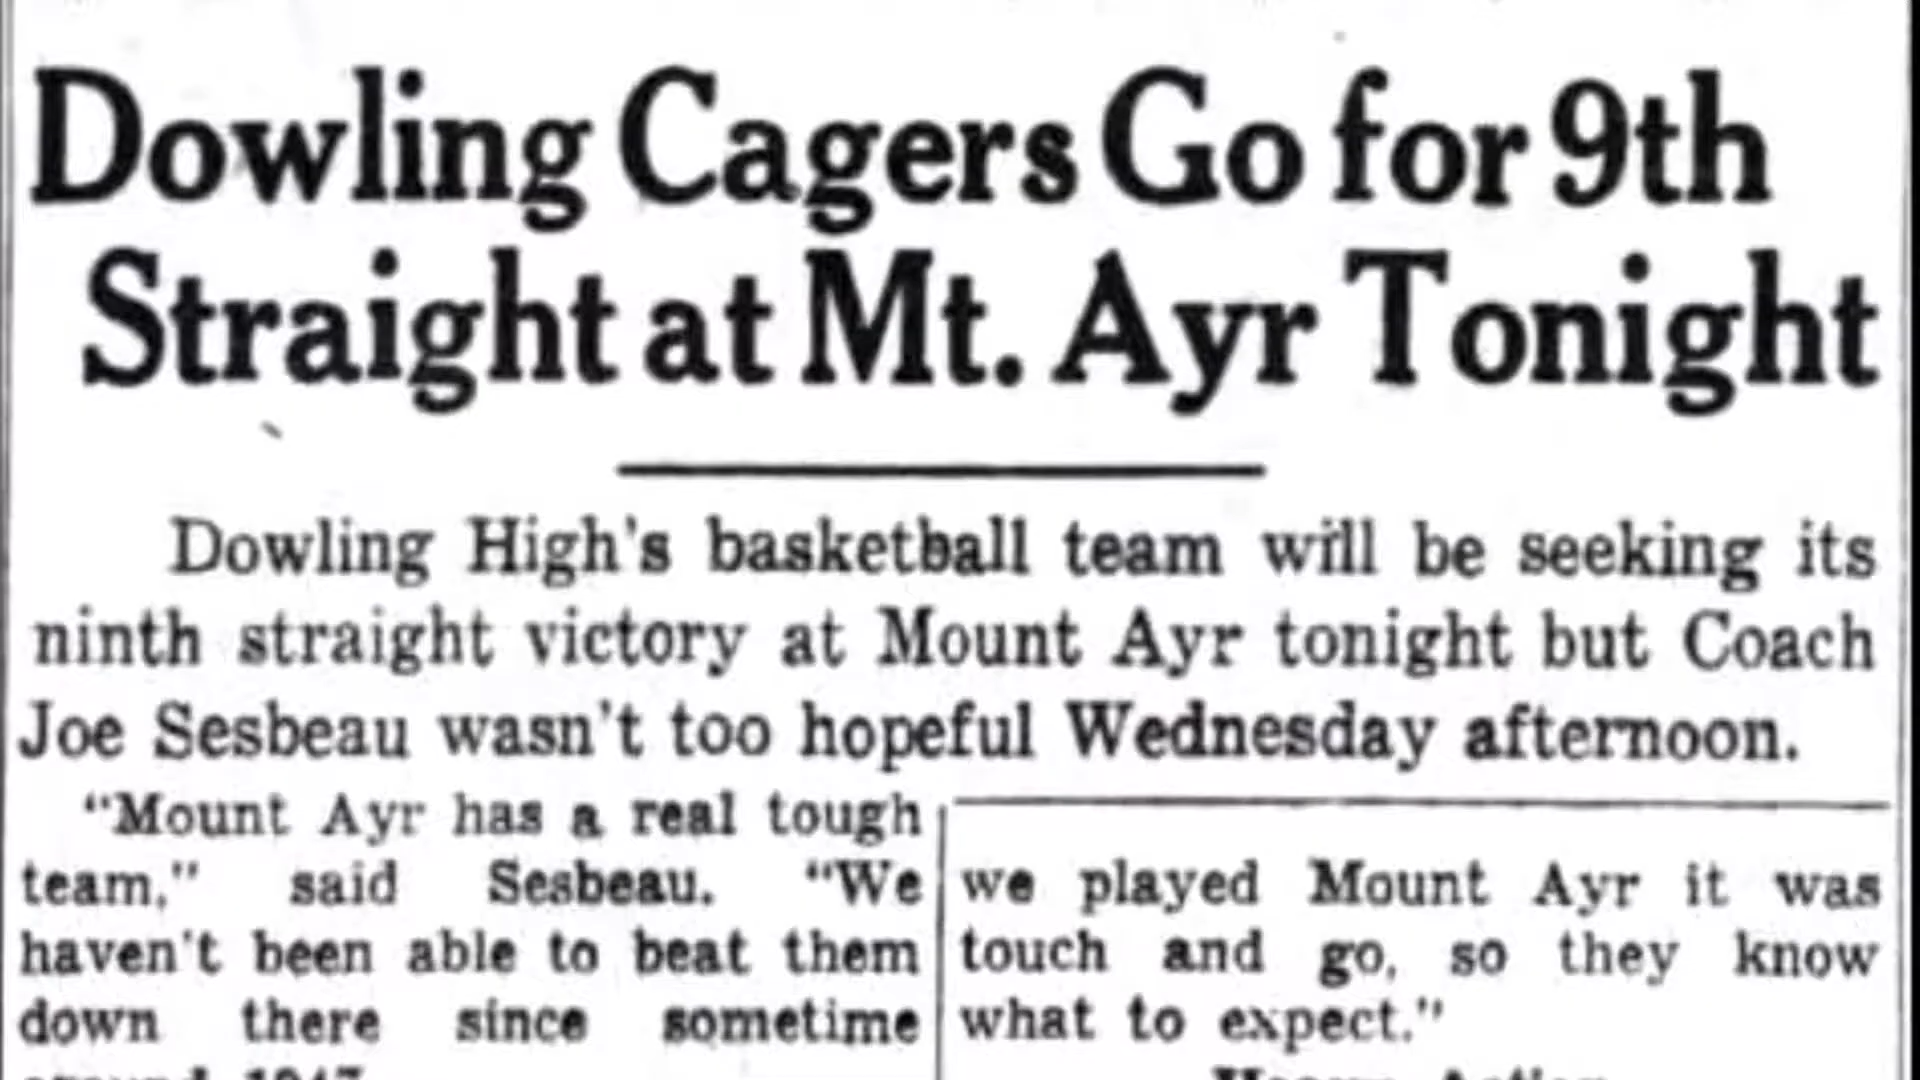 Dowling Cagers Go for 9th
Straight at Mt. Ayr Tonight
Dowling High's basketball team will be seeking its
ninth straight victory at Mount Ayr tonight but Coach
Joe Sesbeau wasn't too hopeful Wednesday afternoon.
"Mount Ayr has a real tough
team," said Sesbeau. "We
haven't been able to beat them
down there since sometime
around 1947
we played Mount Ayr it was
touch and go, so they know
what to expect."